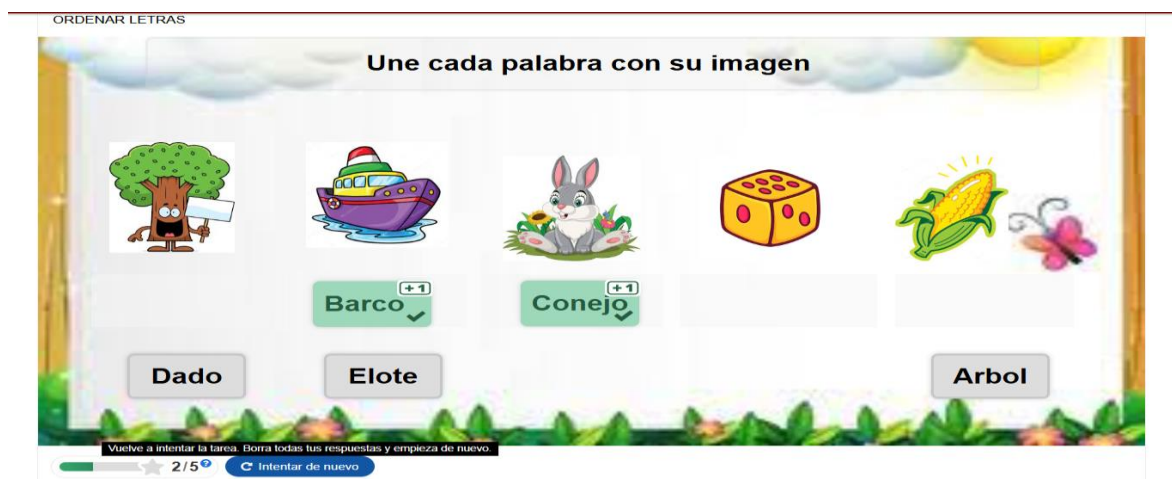 ORDENAR LETRAS
Une cada palabra con su imagen
+1
+1
Barco
Conejo
Dado
Elote
Arbol
Vuelve a intentar la tarea. Borra todas tus respuestas y empieza de nuevo.
2/5?
Intentar de nuevo